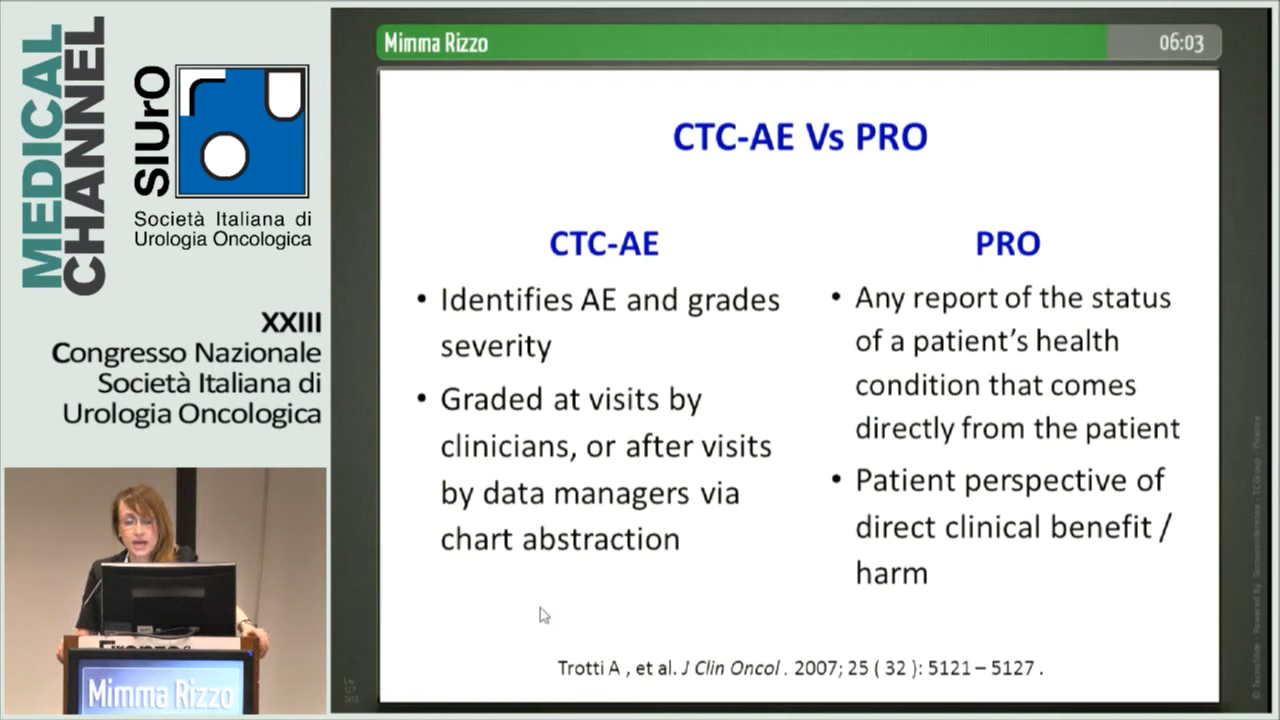 MEDICAL
CHANNEL
SIUrO
Società Italiana di
Urologia Oncologica
XXIII
Congresso Nazionale
Società Italiana di
Urologia Oncologica
Mimma Rizzo
06:03
CTC-AE Vs PRO
CTC-AE
• Identifies AE and grades
severity
• Graded at visits by
clinicians, or after visits
by data managers via
chart abstraction
PRO
• Any report of the status
of a patient's health
condition that comes
directly from the patient
• Patient perspective of
direct clinical benefit /
harm
Trotti A , et al. J Clin Oncol . 2007; 25 ( 32 ): 5121 – 5127 .
Mimma Rizzo